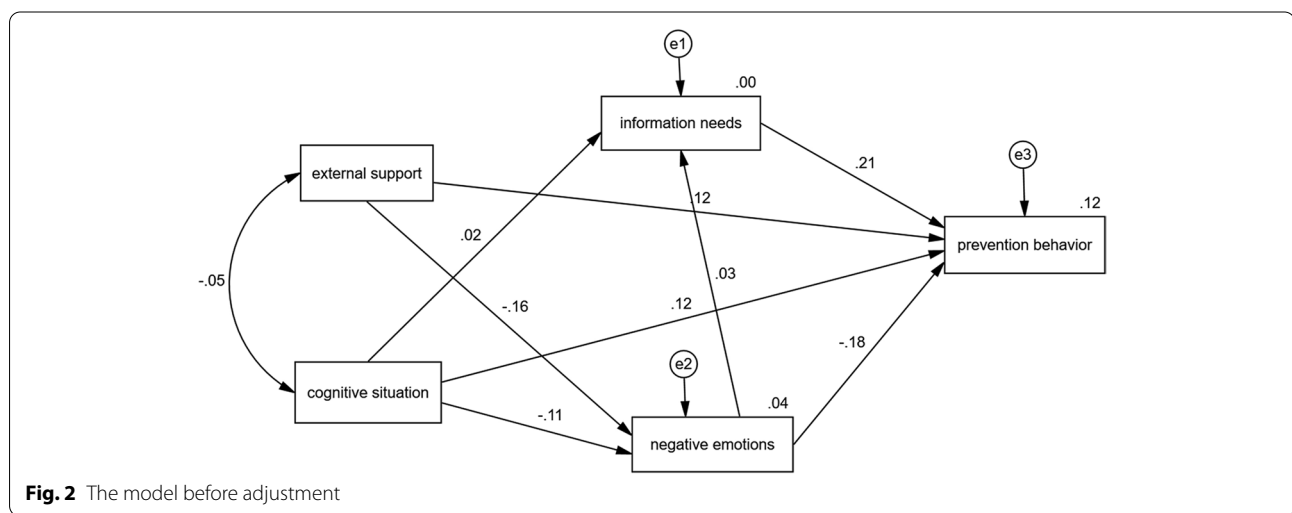 e1
.00
information needs
e3
.21
external support
.12
.12
prevention behavior
.02
-.05
.03
-.16
.12
-.18
e2
cognitive situation
.04
-.11
negative emotions
Fig. 2 The model before adjustment